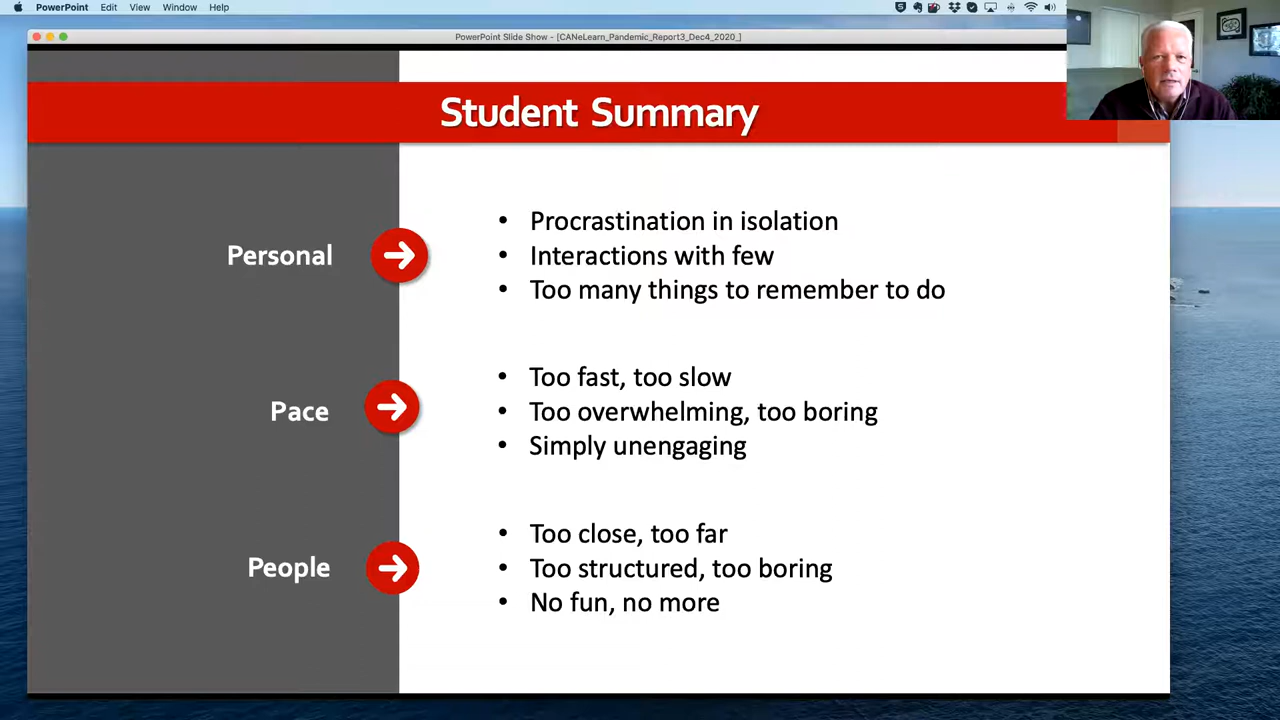 PowerPoint Edit View Window Help
PowerPoint Slide Show - [CANeLearn_Pandemic_Report3_Dec4_2020_]
Student Summary
Personal
• Procrastination in isolation
• Interactions with few
• Too many things to remember to do
Pace
• Too fast, too slow
• Too overwhelming, too boring
• Simply unengaging
People
• Too close, too far
• Too structured, too boring
• No fun, no more